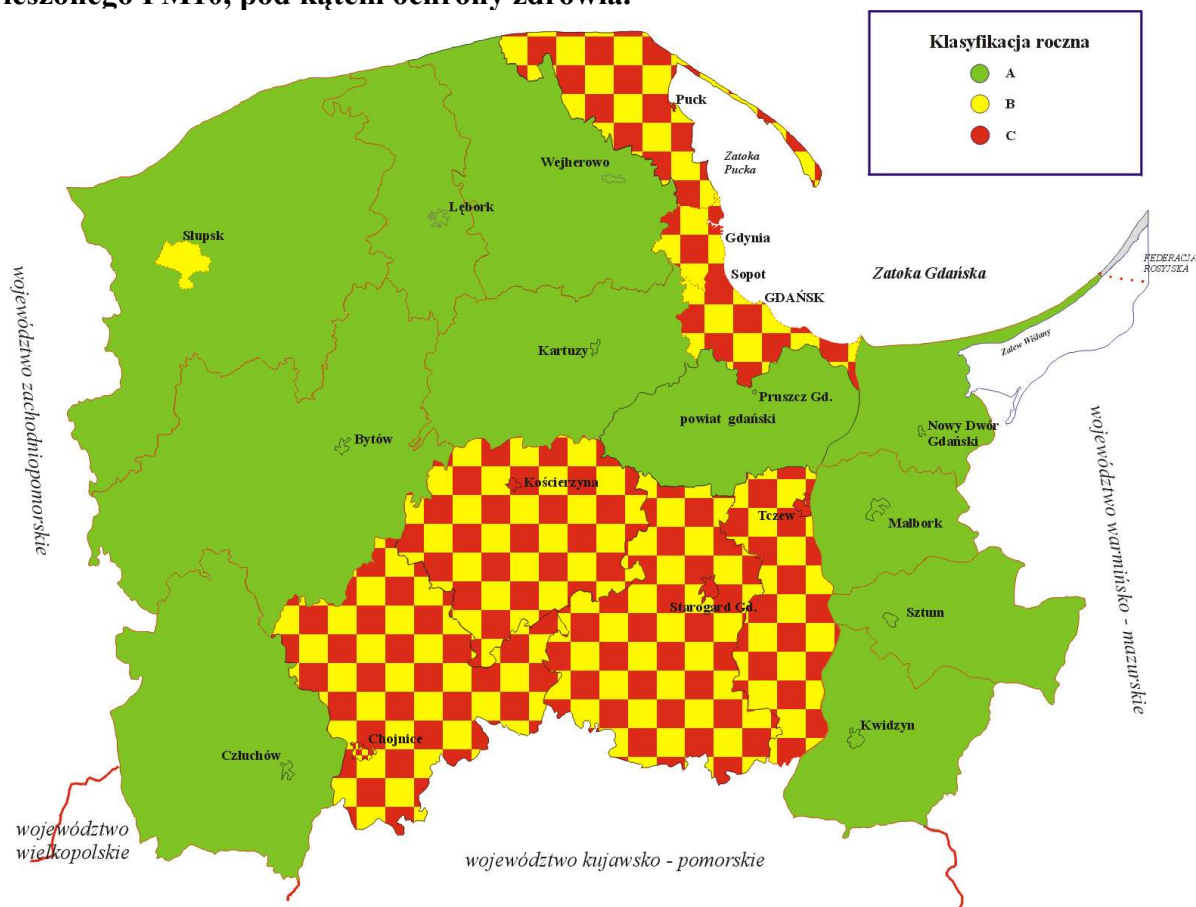 PM10, pod kątem ochrony zdrowia.
Klasyfikacja roczna
A
B
C
Puck
Zatoka
Pucka
Wejherowo
Lębork
Słupsk
Gdynia
Sopot
GDAŃSK
Zatoka Gdańska
FEDERACJA
ROSYJSKA
Zalew Wiślany
Kartuzy
Pruszcz Gd.
powiat gdański
Nowy Dwór
Gdański
Bytów
Kościerzyna
Tczew
Malbork
Starogard Gd.
Sztum
Chojnice
Człuchów
Kwidzyn
województwo zachodniopomorskie
województwo warmińsko - mazurskie
województwo
wielkopolskie
województwo kujawsko - pomorskie